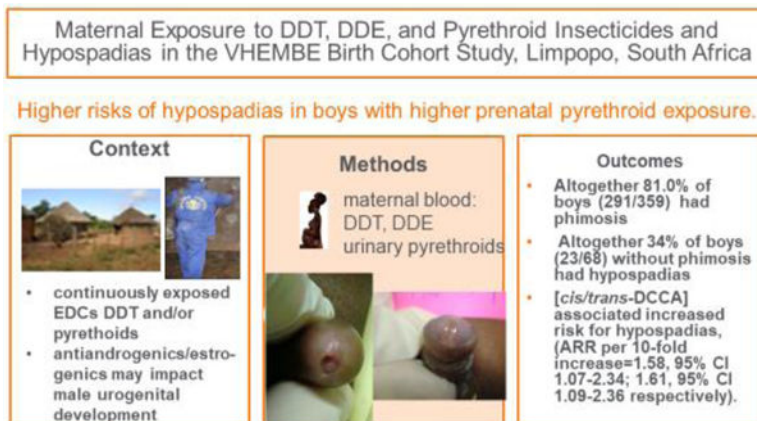 Maternal Exposure to DDT, DDE, and Pyrethroid Insecticides and
Hypospadias in the VHEMBE Birth Cohort Study, Limpopo, South Africa
Higher risks of hypospadias in boys with higher prenatal pyrethroid exposure.
Context
• continuously exposed
EDCs DDT and/or
pyrethoids
• antiandrogenics/estro-
genics may impact
male urogenital
development
Methods
maternal blood:
DDT, DDE
urinary pyrethroids
Outcomes
• Altogether 81.0% of
boys (291/359) had
phimosis
• Altogether 34% of boys
(23/68) without phimosis
had hypospadias
• [cis/trans-DCCA]
associated increased
risk for hypospadias,
(ARR per 10-fold
increase=1.58, 95% CI
1.07-2.34; 1.61, 95% CI
1.09-2.36 respectively).